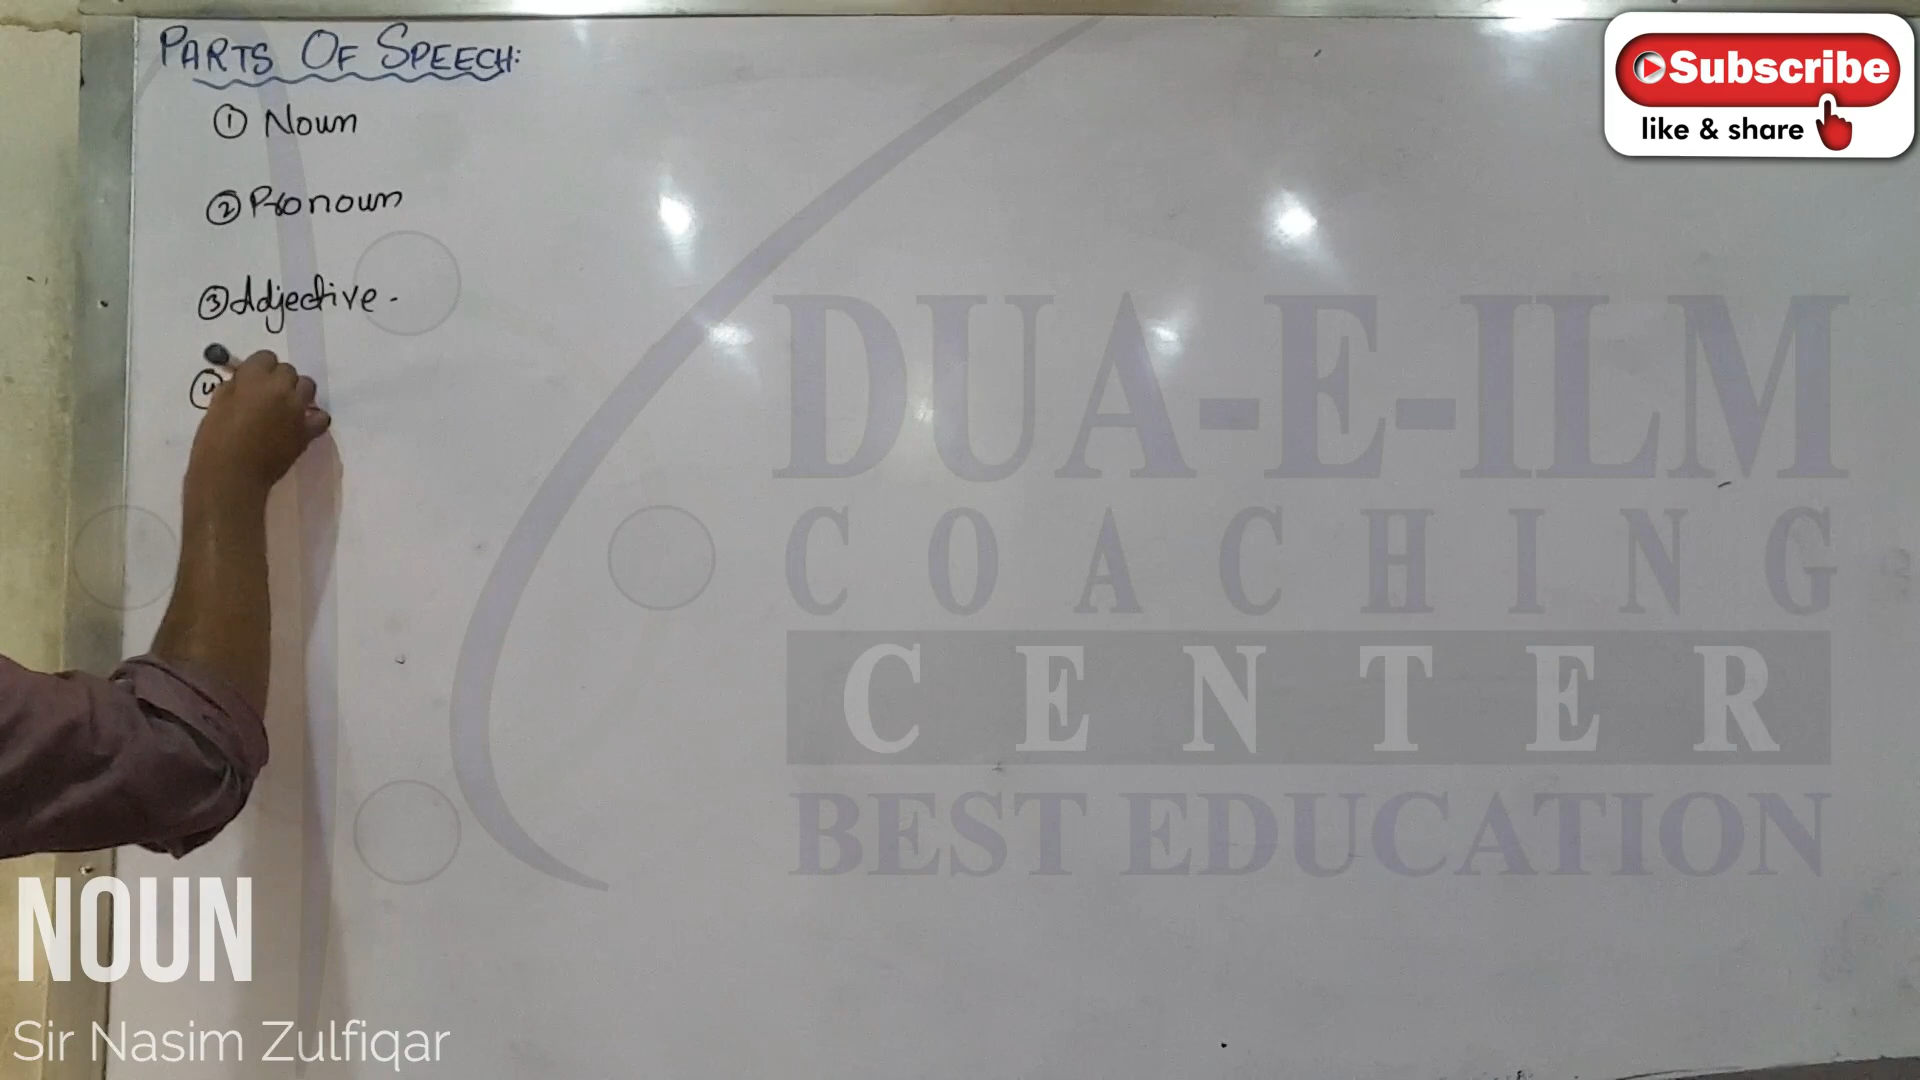 PARTS OF SPEECH:
① Noun
② Pronoun
③ Adjective.
④
Subscribe
like & share
DUA-E-ILM
COACHING
CENTER
BEST EDUCATION
NOUN
Sir Nasim Zulfiqar